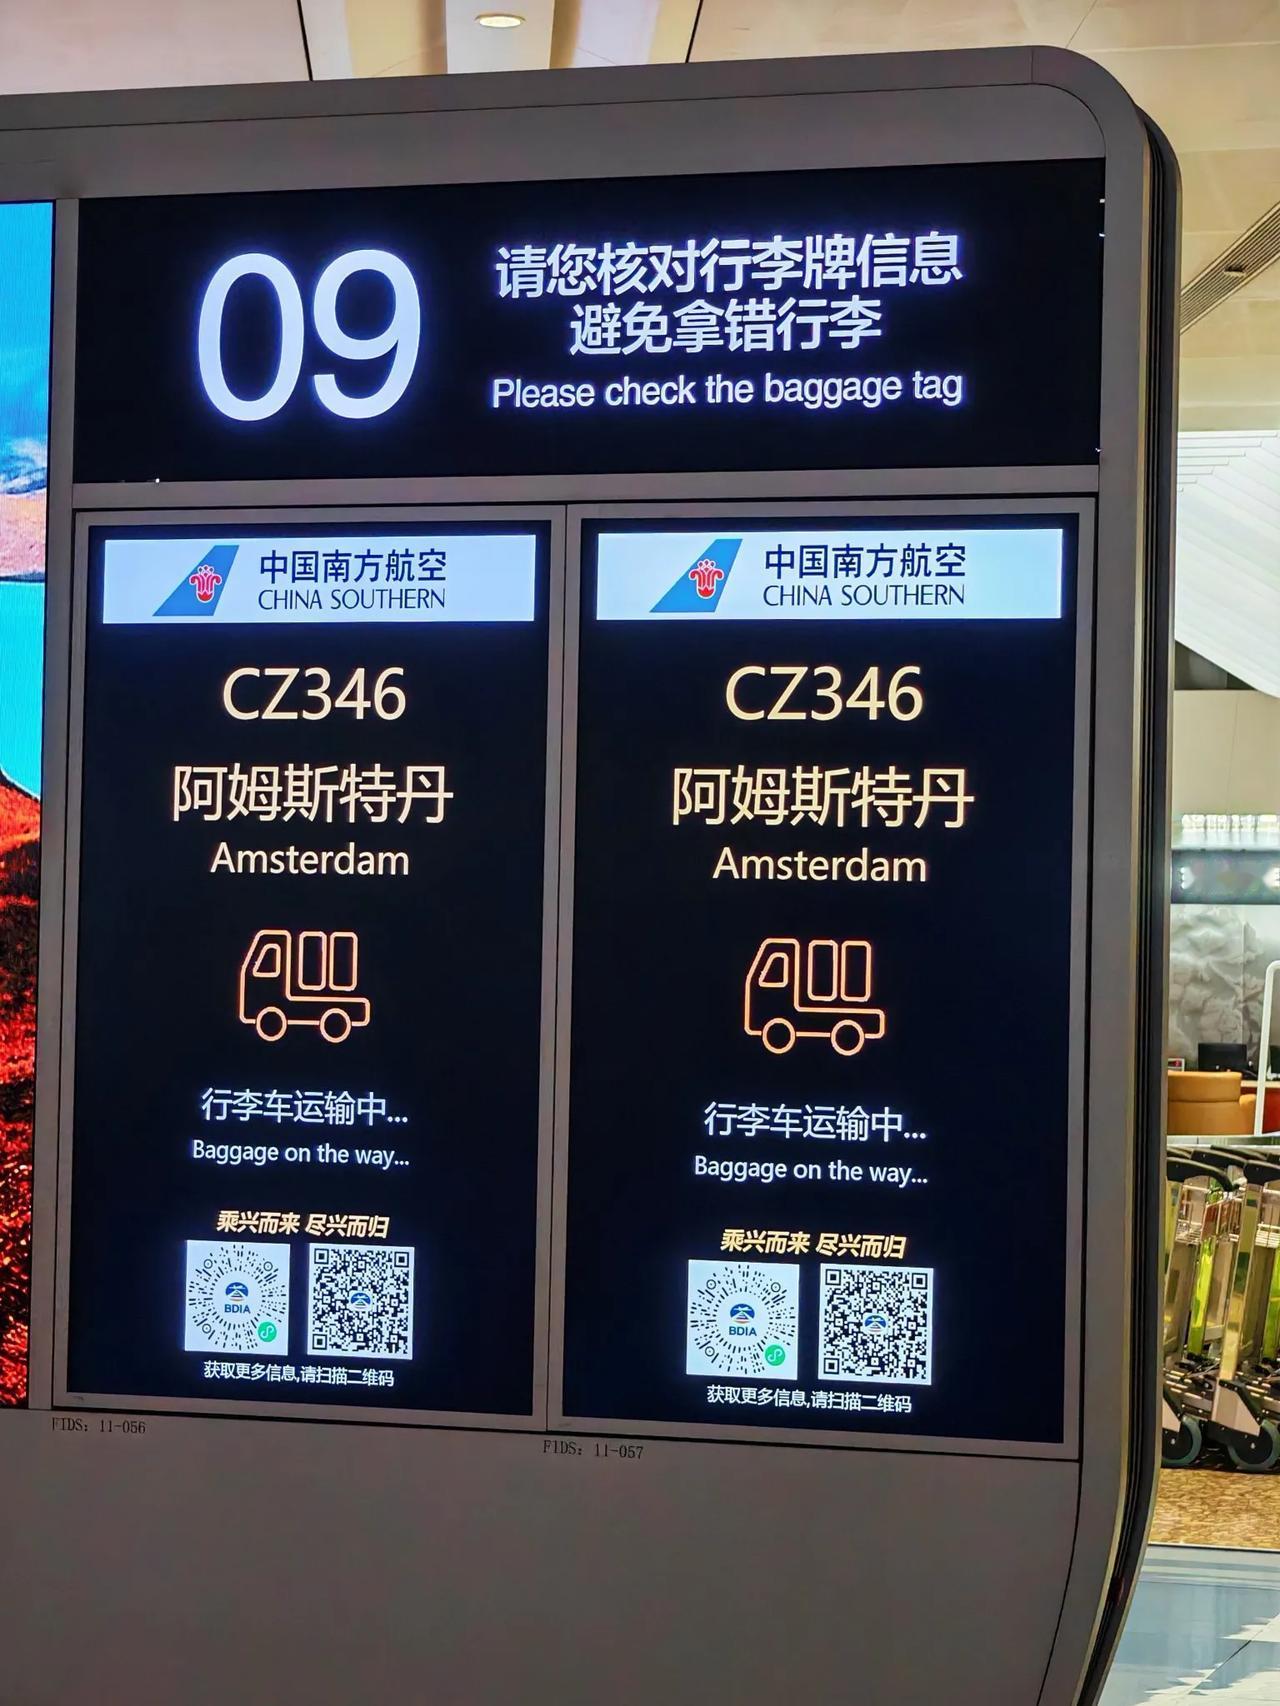 09
请您核对行李牌信息
避免拿错行李
Please check the baggage tag
中国南方航空
CHINA SOUTHERN
CZ346
阿姆斯特丹
Amsterdam
行李车运输中...
Baggage on the way...
乘兴而来 尽兴而归
BDIA
获取更多信息,请扫描二维码
FIDS: 11-056
中国南方航空
CHINA SOUTHERN
CZ346
阿姆斯特丹
Amsterdam
行李车运输中...
Baggage on the way...
乘兴而来 尽兴而归
BDIA
获取更多信息,请扫描二维码
FIDS: 11-057